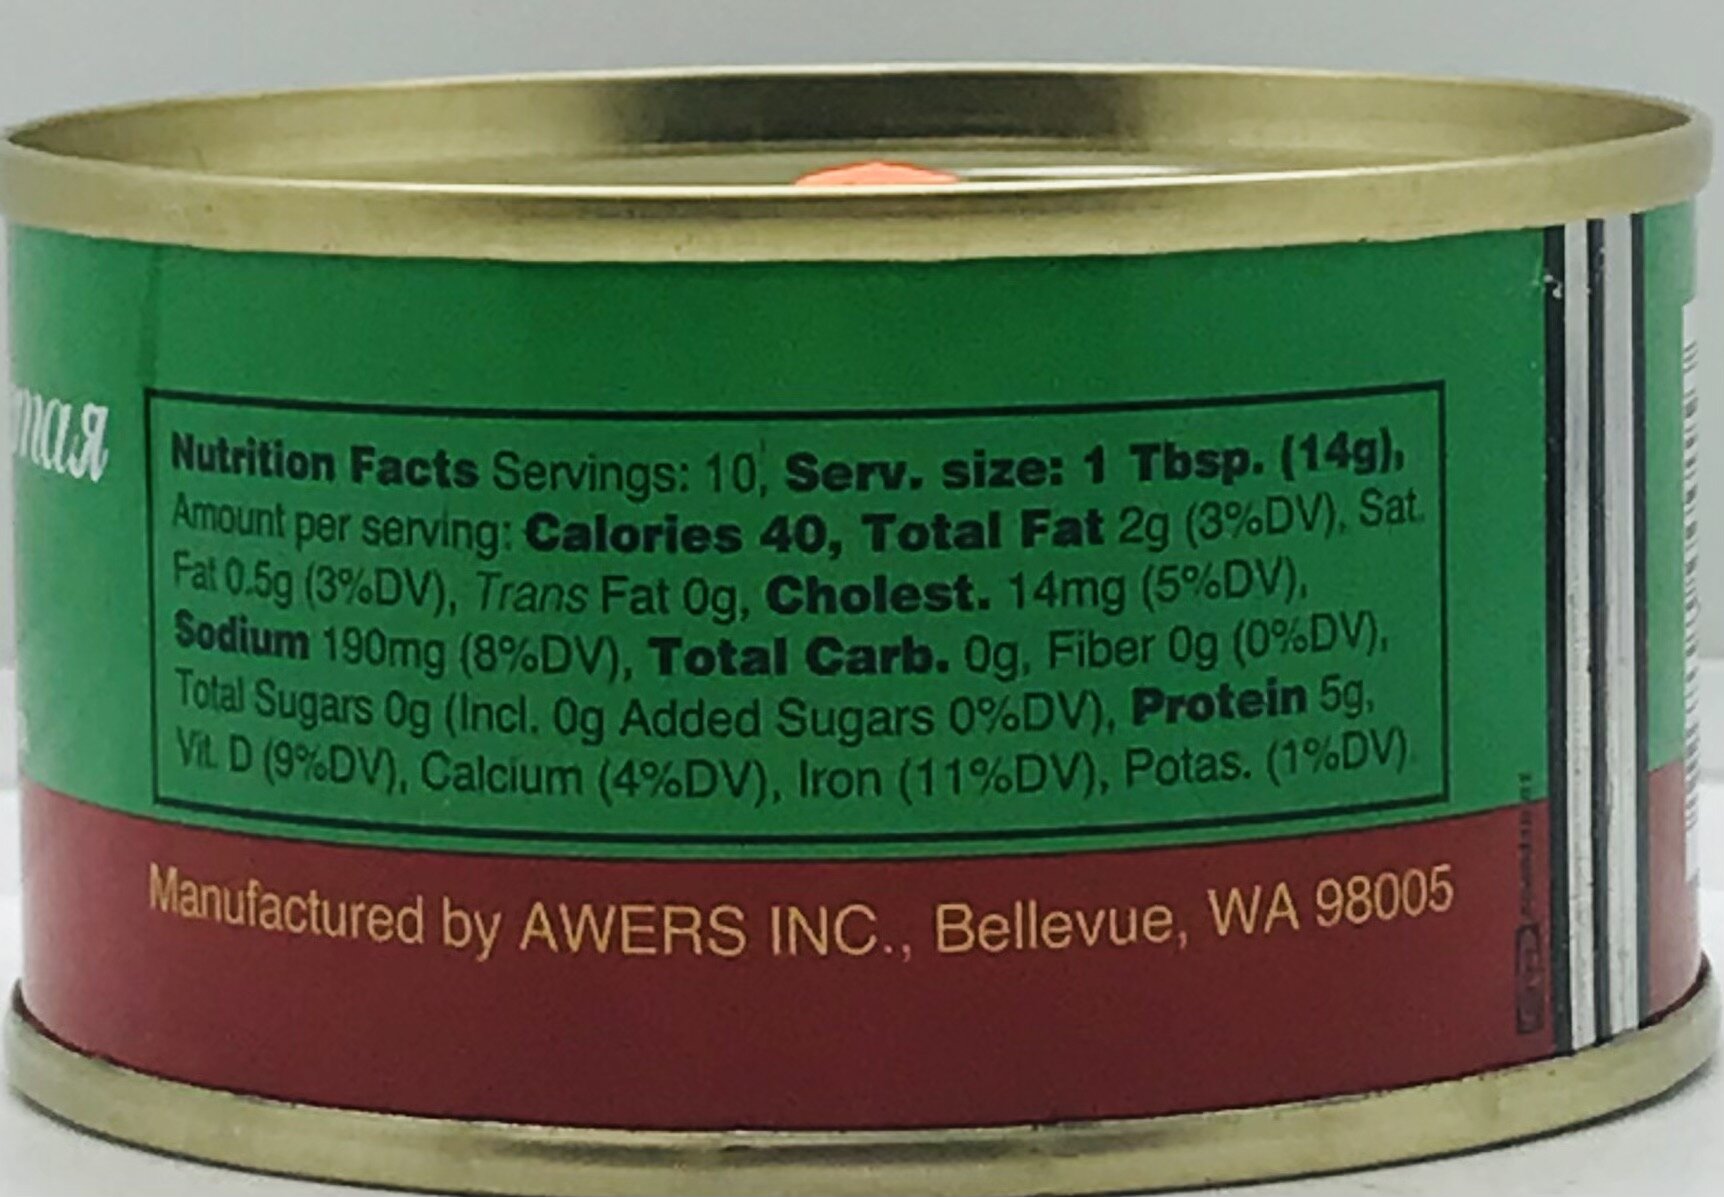 Nutrition Facts Servings: 10, Serv. size: 1 Tbsp. (14g),
Amount per serving: Calories 40, Total Fat 2g (3%DV), Sat.
Fat 0.5g (3%DV), Trans Fat 0g, Cholest. 14mg (5%DV),
Sodium 190mg (8%DV), Total Carb. 0g, Fiber 0g (0%DV),
Total Sugars 0g (Incl. 0g Added Sugars 0%DV), Protein 5g,
Vit. D (9%DV), Calcium (4%DV), Iron (11%DV), Potas. (1%DV).
Manufactured by AWERS INC., Bellevue, WA 98005